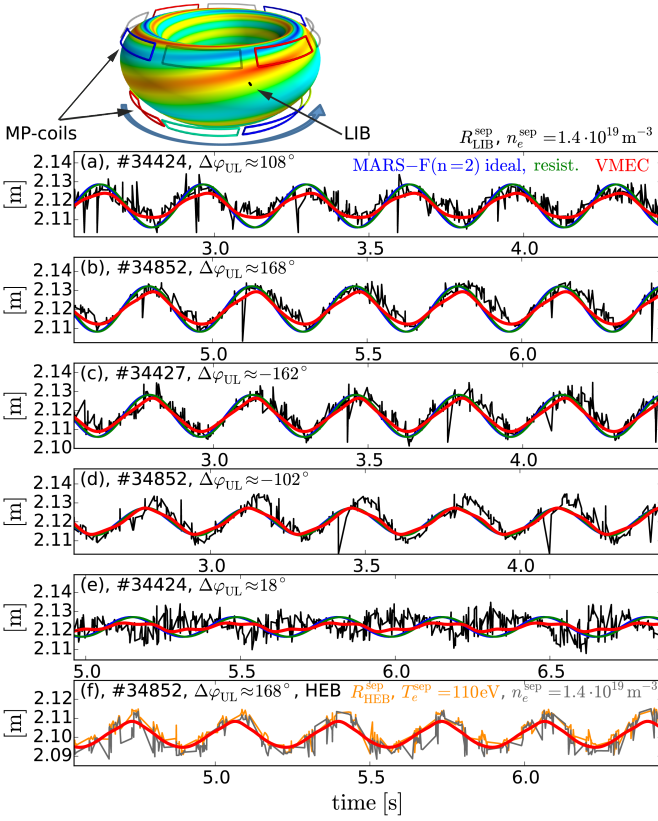 MP-coils
LIB
R_LIB^sep, n_e^sep = 1.4·10^19 m^−3
(a), #34424, Δφ_UL≈108° MARS−F(n=2) ideal, resist. VMEC
2.13
2.12
2.11
[m]
3.0 3.5 4.0
(b), #34852, Δφ_UL≈168°
2.14
2.13
2.12
2.11
[m]
5.0 5.5 6.0
(c), #34427, Δφ_UL≈−162°
2.14
2.13
2.12
2.11
2.10
[m]
3.0 3.5 4.0
(d), #34852, Δφ_UL≈−102°
2.14
2.13
2.12
2.11
[m]
3.0 3.5 4.0
(e), #34424, Δφ_UL≈18°
2.14
2.13
2.12
2.11
[m]
5.0 5.5 6.0 6.5
(f), #34852, Δφ_UL≈168°, HEB R_HEB^sep, T_e^sep = 110eV, n_e^sep = 1.4·10^19 m^−3
2.12
2.11
2.10
2.09
[m]
5.0 5.5 6.0
time [s]